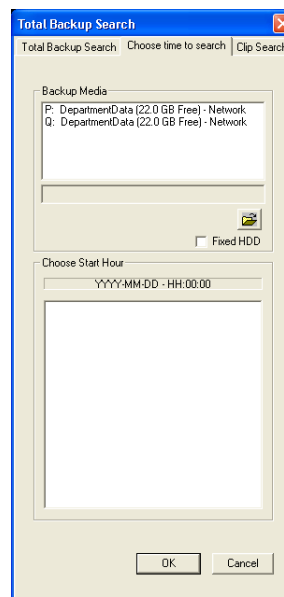 Total Backup Search
Total Backup Search Choose time to search Clip Search
Backup Media
P: DepartmentData (22.0 GB Free) - Network
Q: DepartmentData (22.0 GB Free) - Network
Fixed HDD
Choose Start Hour
YYYY-MM-DD - HH:00:00
OK Cancel